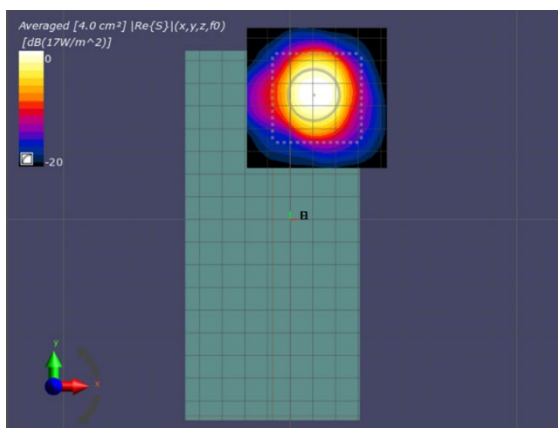 Averaged [4.0 cm²] |Re{S}|(x,y,z,f0)
[dB(17W/m^2)]
0
-20
y
x